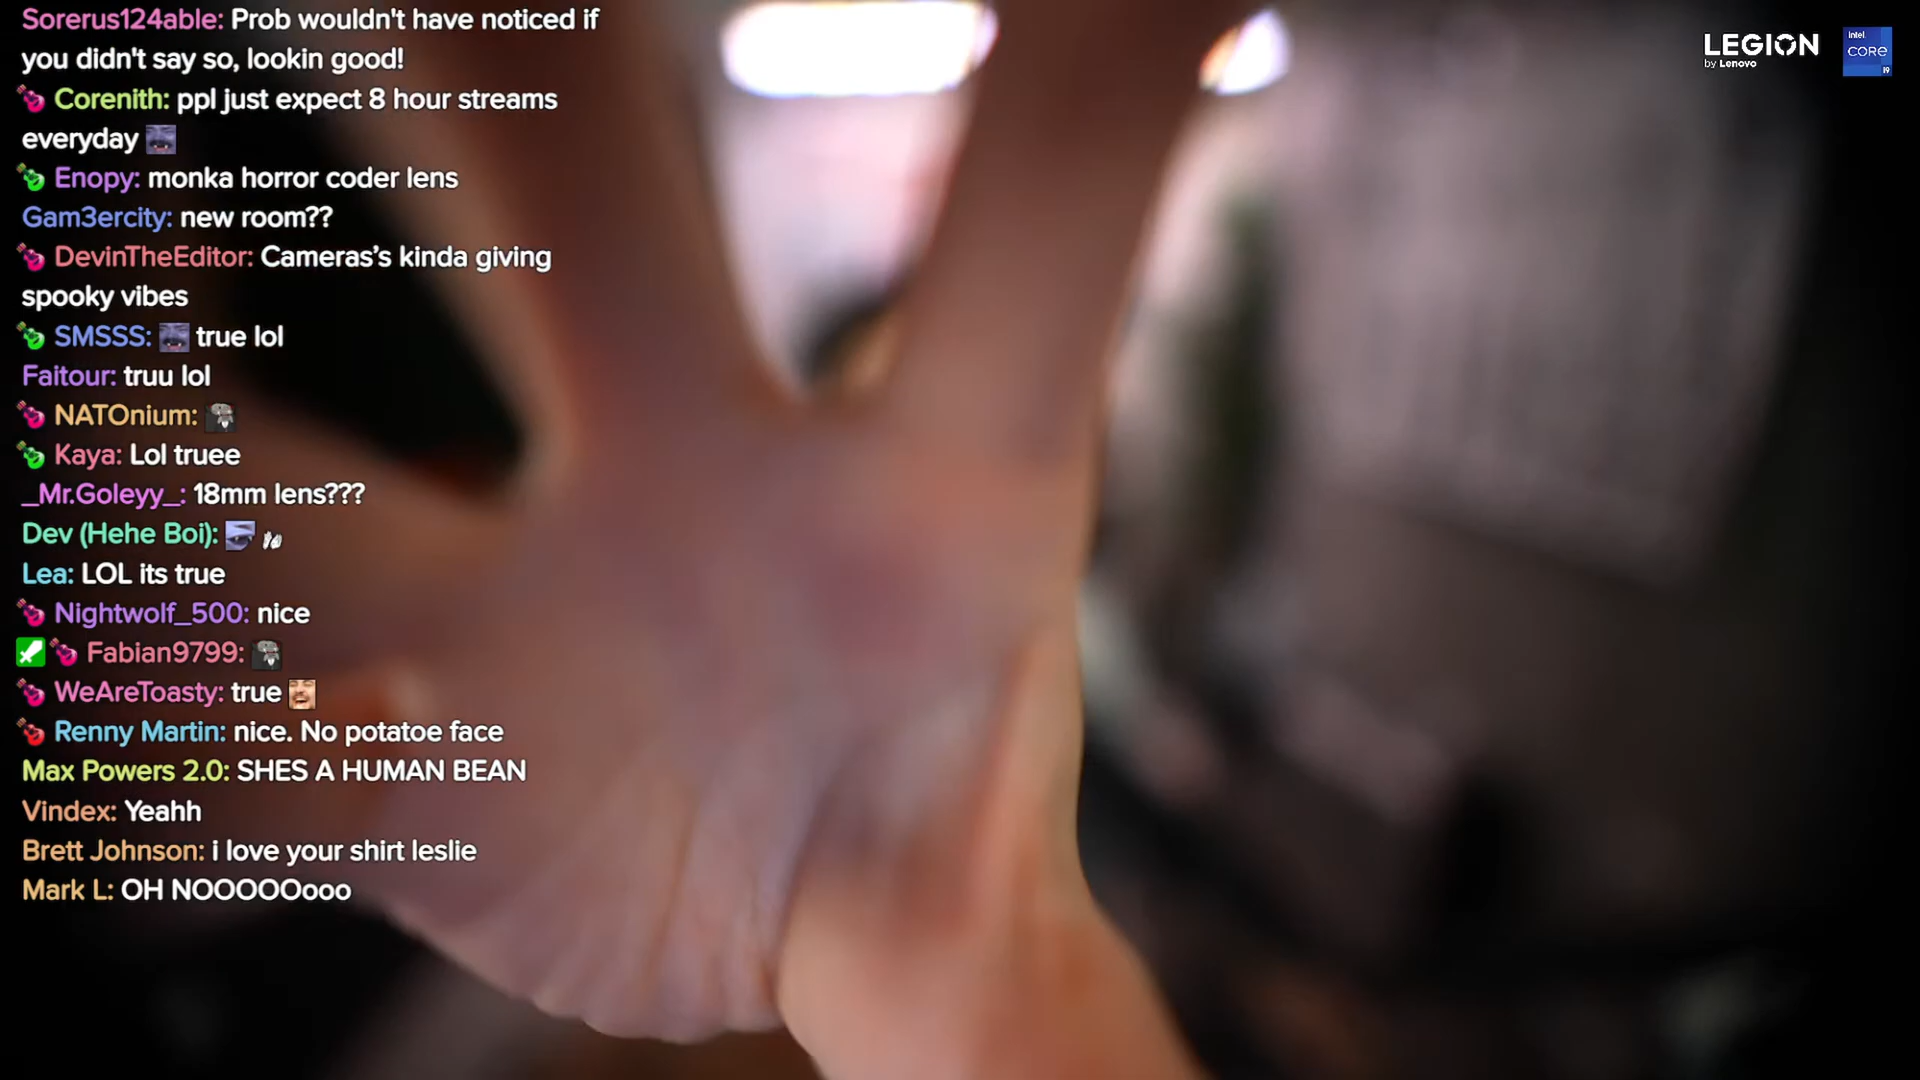 Sorerus124able: Prob wouldn't have noticed if
you didn't say so, lookin good!
Corenith: ppl just expect 8 hour streams
everyday
Enopy: monka horror coder lens
Gam3ercity: new room??
DevinTheEditor: Cameras's kinda giving
spooky vibes
SMSSS: true lol
Faitour: truu lol
NATOnium:
Kaya: Lol truee
_Mr.Goleyy_: 18mm lens???
Dev (Hehe Boi):
Lea: LOL its true
Nightwolf_500: nice
Fabian9799:
WeAreToasty: true
Renny Martin: nice. No potatoe face
Max Powers 2.0: SHES A HUMAN BEAN
Vindex: Yeahh
Brett Johnson: i love your shirt leslie
Mark L: OH NOOOOOooo
LEGION
by Lenovo
intel
CORE
i9